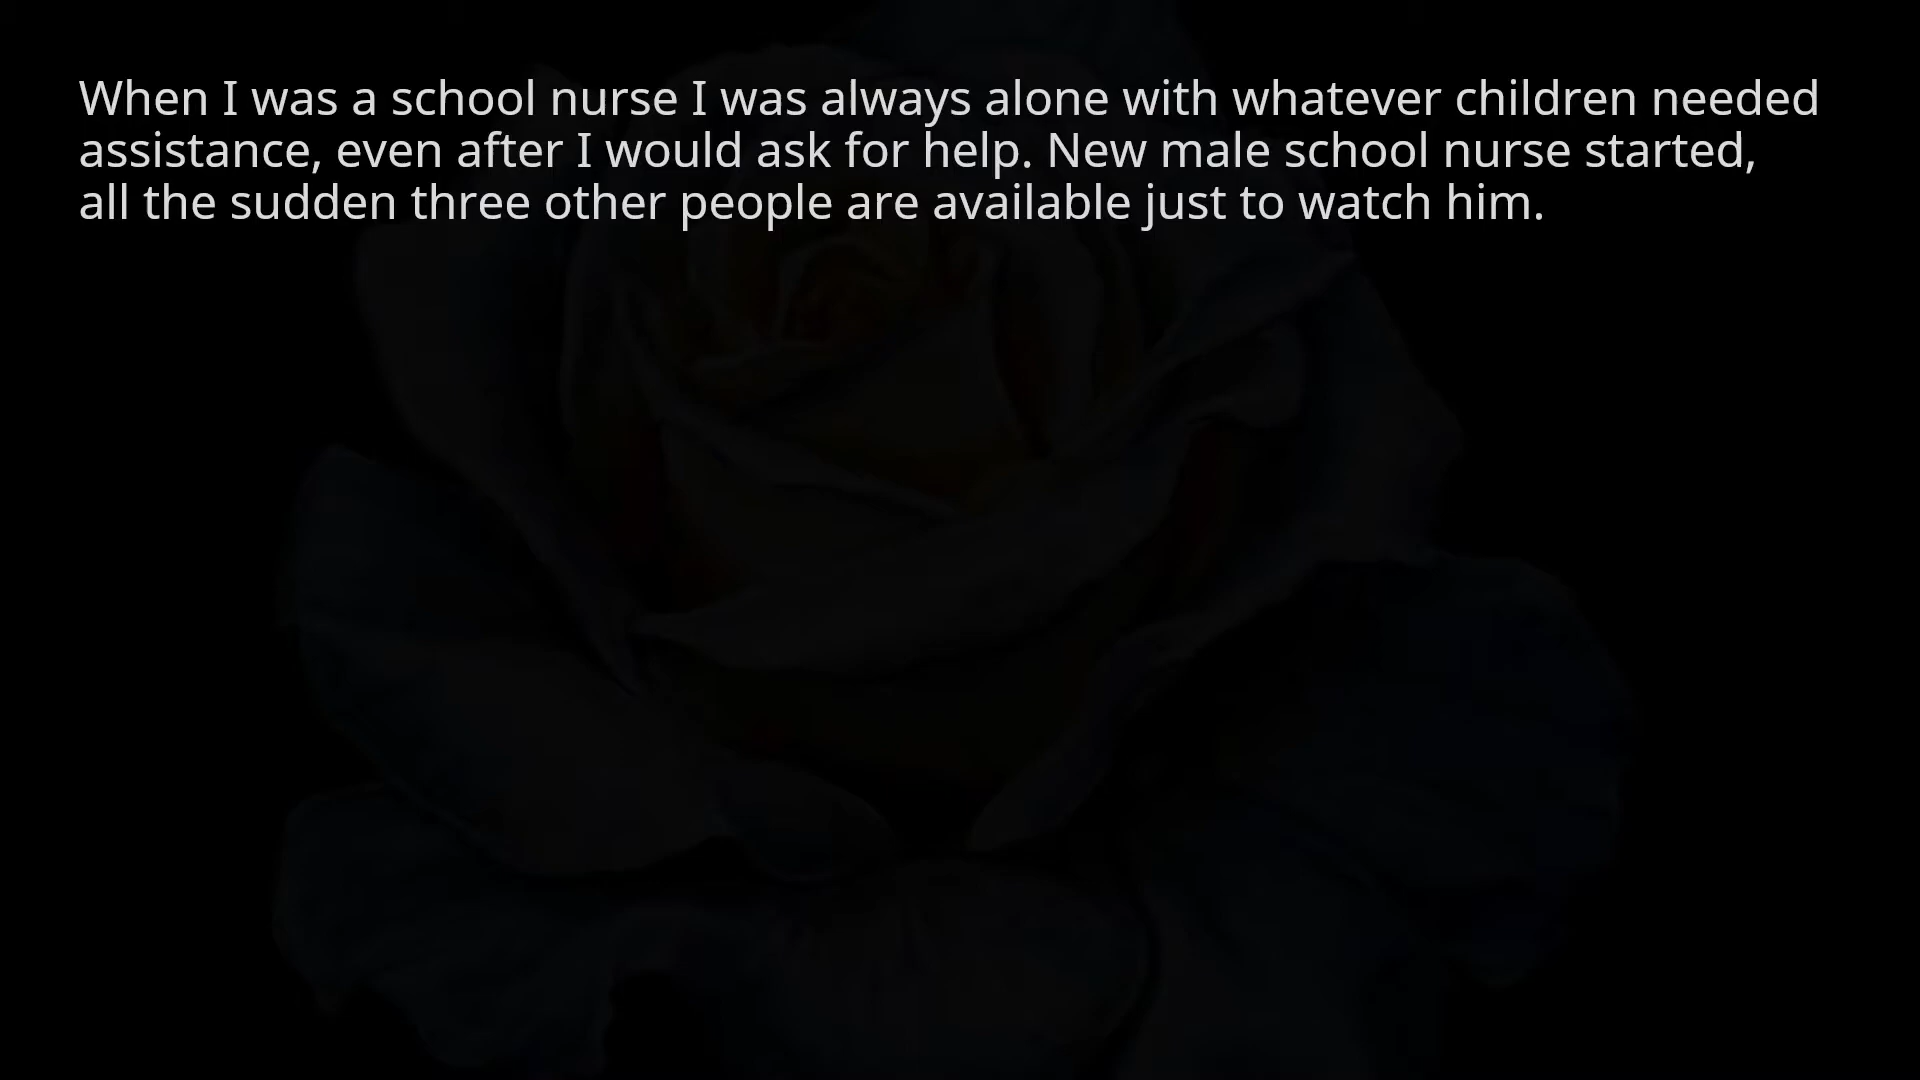 When I was a school nurse I was always alone with whatever children needed
assistance, even after I would ask for help. New male school nurse started,
all the sudden three other people are available just to watch him.